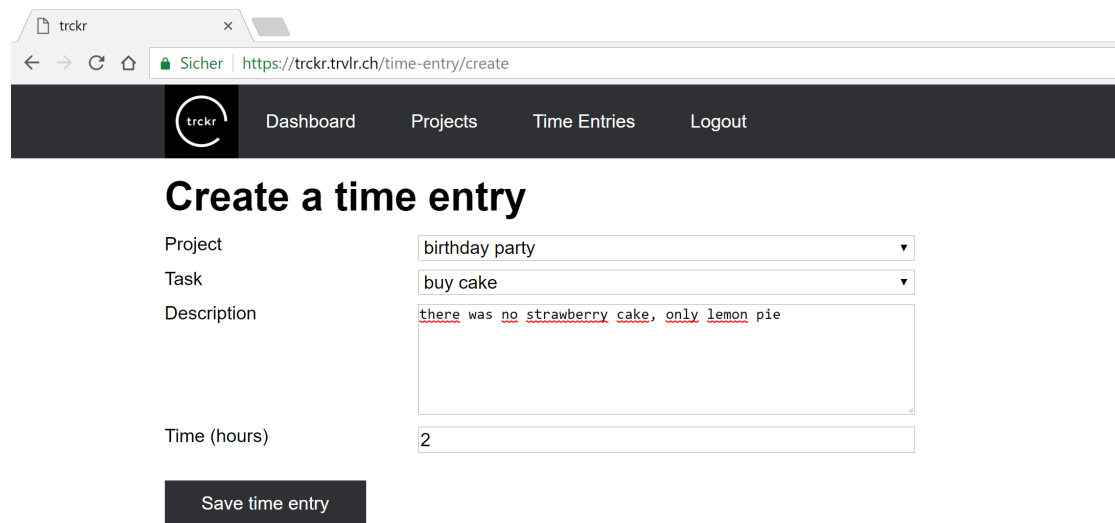 trckr
Sicher https://trckr.trvlr.ch/time-entry/create
trckr Dashboard Projects Time Entries Logout
Create a time entry
Project birthday party
Task buy cake
Description there was no strawberry cake, only lemon pie
Time (hours) 2
Save time entry